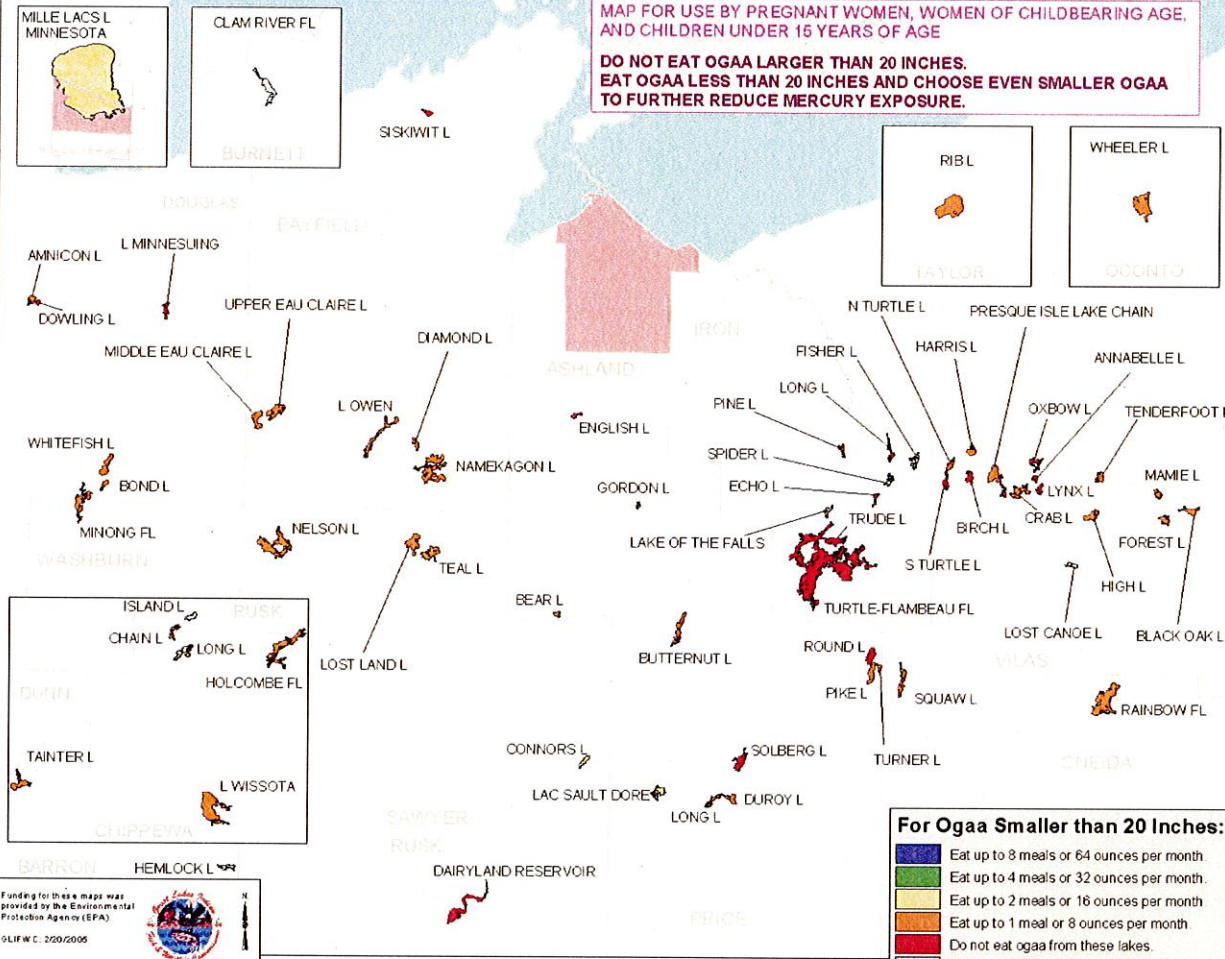 MILLE LACS L
MINNESOTA
CLAM RIVER FL
BURNETT
MAP FOR USE BY PREGNANT WOMEN, WOMEN OF CHILDBEARING AGE,
AND CHILDREN UNDER 15 YEARS OF AGE
DO NOT EAT OGAA LARGER THAN 20 INCHES.
EAT OGAA LESS THAN 20 INCHES AND CHOOSE EVEN SMALLER OGAA
TO FURTHER REDUCE MERCURY EXPOSURE.
SISKIWIT L
RIB L
TAYLOR
WHEELER L
OCONTO
DOUGLAS
BAYFIELD
AMNICON L
L MINNESUING
DOWLING L
UPPER EAU CLAIRE L
MIDDLE EAU CLAIRE L
DIAMOND L
IRON
ASHLAND
N TURTLE L
PRESQUE ISLE LAKE CHAIN
FISHER L
HARRIS L
ANNABELLE L
LONG L
L OWEN
PINE L
OXBOW L
TENDERFOOT L
ENGLISH L
WHITEFISH L
SPIDER L
NAMEKAGON L
BOND L
GORDON L
ECHO L
LYNX L
MAMIE L
MINONG FL
NELSON L
TRUDE L
BIRCH L
CRAB L
LAKE OF THE FALLS
FOREST L
WASHBURN
TEAL L
S TURTLE L
HIGH L
BEAR L
TURTLE-FLAMBEAU FL
ISLAND L
RUSK
CHAIN L
LONG L
LOST LAND L
BUTTERNUT L
ROUND L
LOST CANOE L
BLACK OAK L
VILAS
HOLCOMBE FL
DUNN
PIKE L
SQUAW L
RAINBOW FL
TAINTER L
CONNORS L
SOLBERG L
TURNER L
ONEIDA
L WISSOTA
LAC SAULT DORE
LONG L
DUROY L
CHIPPEWA
SAWYER
RUSK
BARRON
HEMLOCK L
DAIRYLAND RESERVOIR
PRICE
Funding for these maps was
provided by the Environmental
Protection Agency (EPA)
GLIFWC: 2/20/2005
N
For Ogaa Smaller than 20 Inches:
Eat up to 8 meals or 64 ounces per month.
Eat up to 4 meals or 32 ounces per month.
Eat up to 2 meals or 16 ounces per month.
Eat up to 1 meal or 8 ounces per month.
Do not eat ogaa from these lakes.